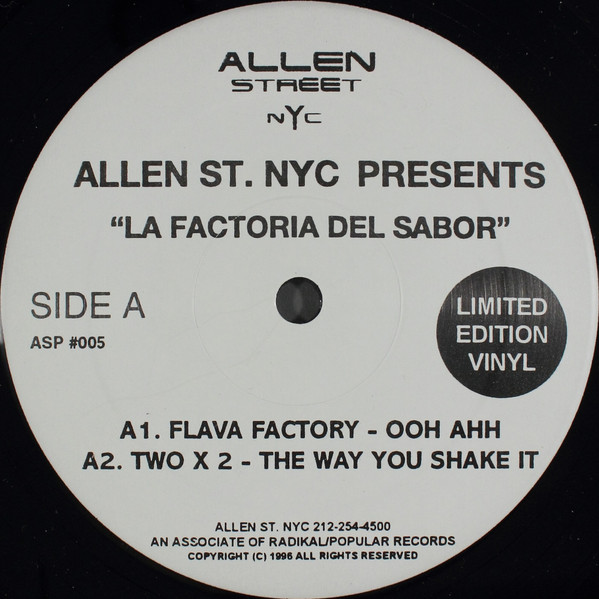 ALLEN
STREET
NYC
ALLEN ST. NYC PRESENTS
"LA FACTORIA DEL SABOR"
SIDE A
ASP #005
LIMITED
EDITION
VINYL
A1. FLAVA FACTORY - OOH AHH
A2. TWO X 2 - THE WAY YOU SHAKE IT
ALLEN ST. NYC 212-254-4500
AN ASSOCIATE OF RADIKAL/POPULAR RECORDS
COPYRIGHT (C) 1996 ALL RIGHTS RESERVED